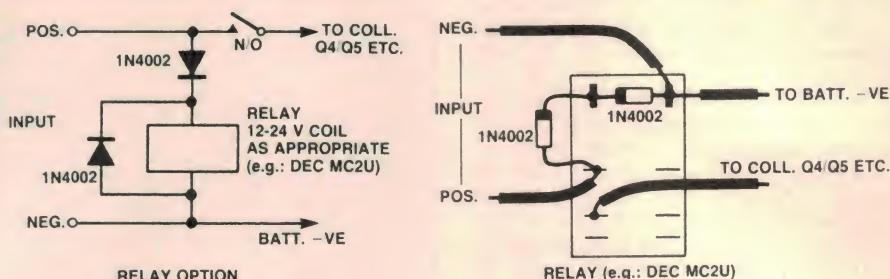 POS.
N/O
TO COLL.
Q4/Q5 ETC.
1N4002
INPUT
RELAY
12-24 V COIL
AS APPROPRIATE
(e.g.: DEC MC2U)
1N4002
NEG.
BATT. –VE
RELAY OPTION
NEG.
INPUT
1N4002
1N4002
TO BATT. –VE
TO COLL. Q4/Q5 ETC.
POS.
RELAY (e.g.: DEC MC2U)